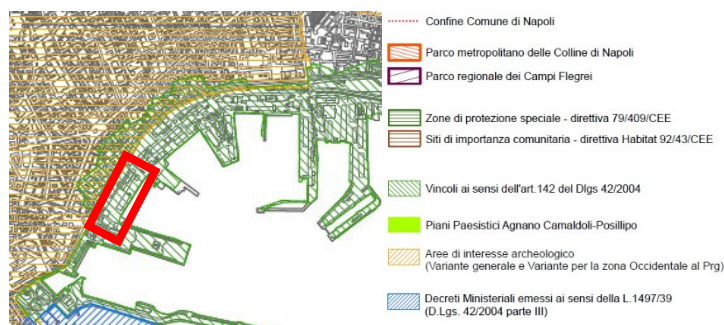 Confine Comune di Napoli
Parco metropolitano delle Colline di Napoli
Parco regionale dei Campi Flegrei
Zone di protezione speciale - direttiva 79/409/CEE
Siti di importanza comunitaria - direttiva Habitat 92/43/CEE
Vincoli ai sensi dell'art.142 del Dlgs 42/2004
Piani Paesistici Agnano Camaldoli-Posillipo
Aree di interesse archeologico
(Variante generale e Variante per la zona Occidentale al Prg)
Decreti Ministeriali emessi ai sensi della L.1497/39
(D.Lgs. 42/2004 parte III)